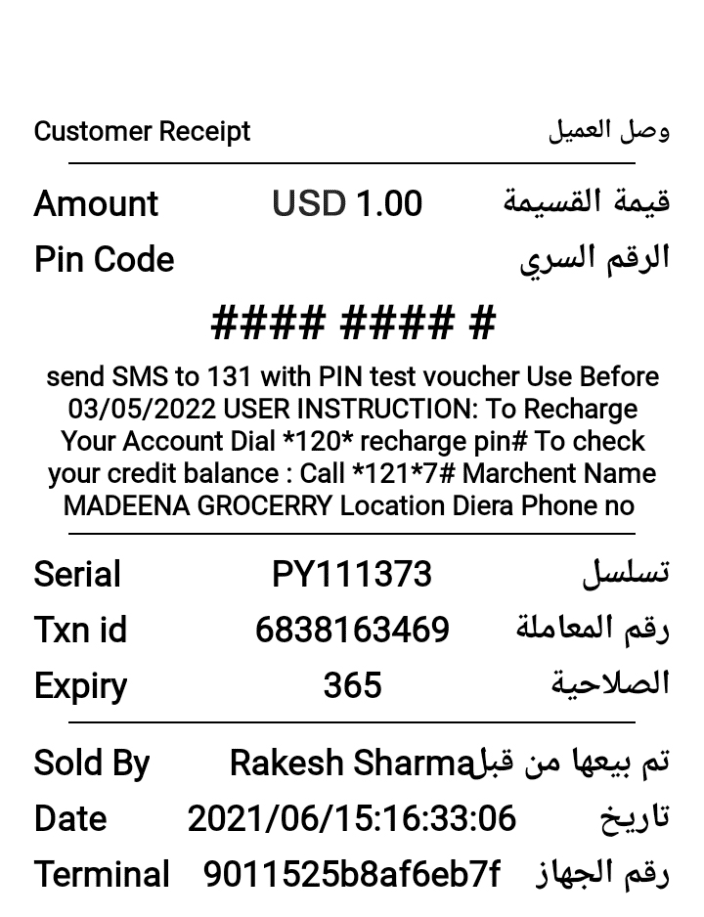 Customer Receipt وصل العميل
Amount USD 1.00 قيمة القسيمة
Pin Code الرقم السري
#### #### #
send SMS to 131 with PIN test voucher Use Before
03/05/2022 USER INSTRUCTION: To Recharge
Your Account Dial *120* recharge pin# To check
your credit balance : Call *121*7# Marchent Name
MADEENA GROCERRY Location Diera Phone no
Serial PY111373 تسلسل
Txn id 6838163469 رقم المعاملة
Expiry 365 الصلاحية
Sold By Rakesh Sharma تم بيعها من قبل
Date 2021/06/15:16:33:06 تاريخ
Terminal 9011525b8af6eb7f رقم الجهاز